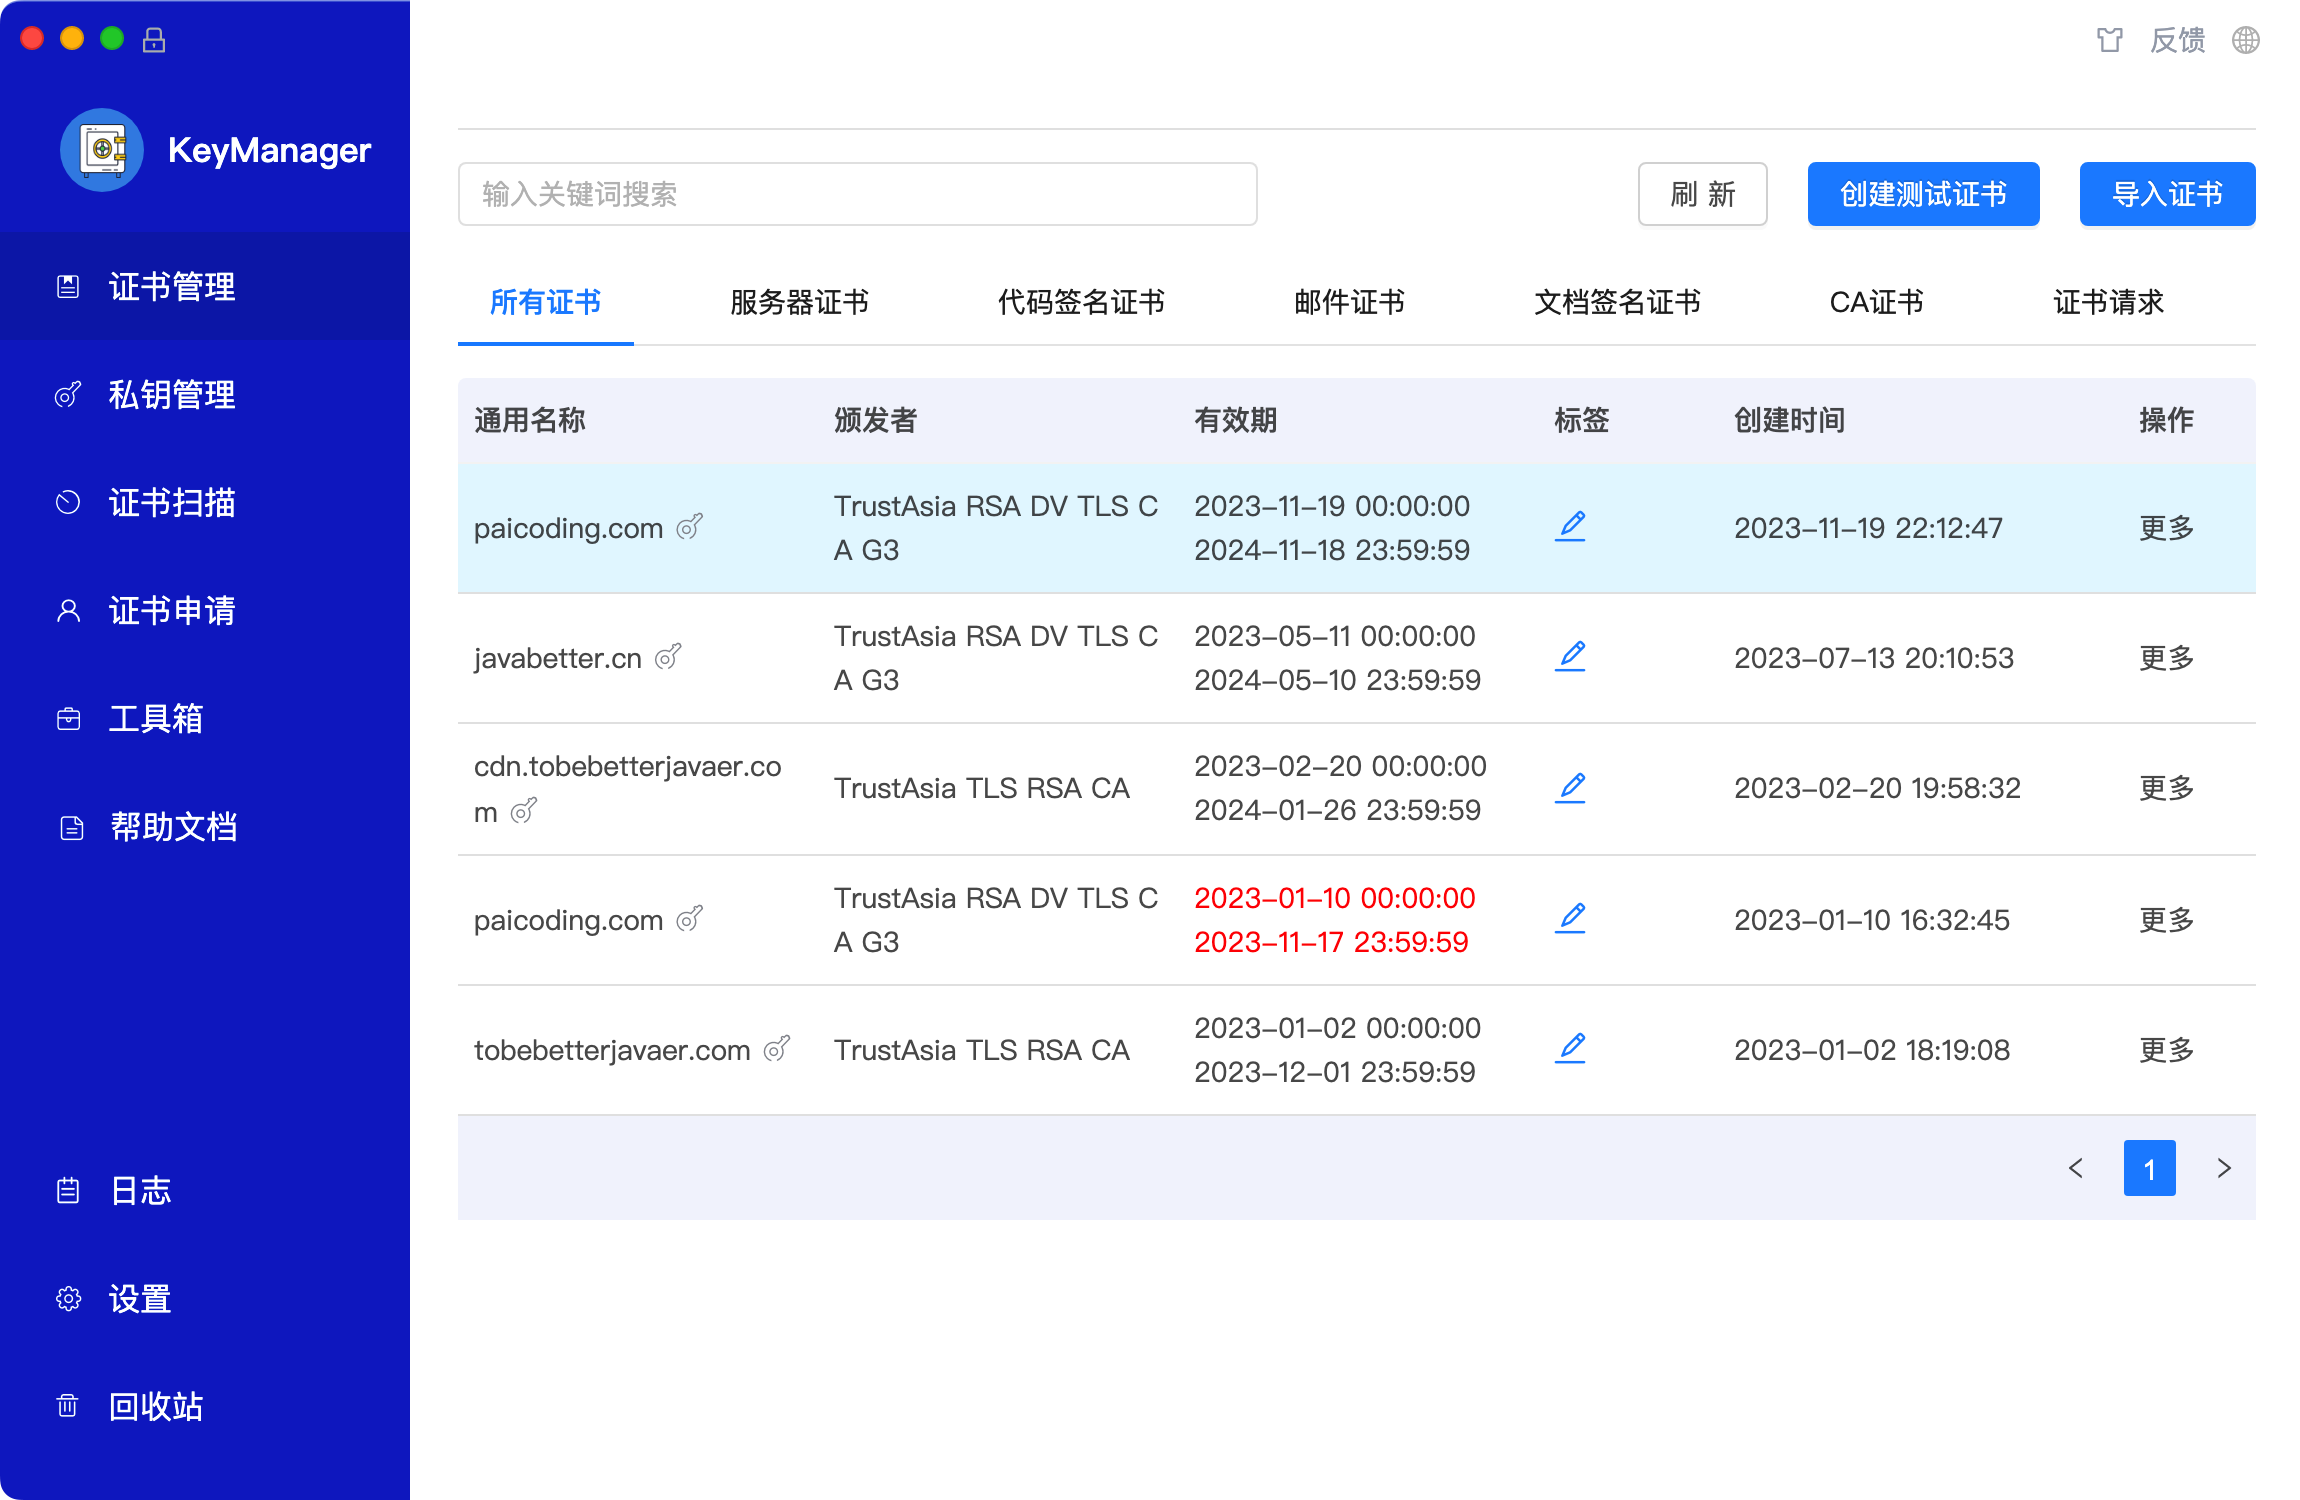 反馈
KeyManager
证书管理
私钥管理
证书扫描
证书申请
工具箱
帮助文档
日志
设置
回收站
输入关键词搜索
刷 新
创建测试证书
导入证书
所有证书 服务器证书 代码签名证书 邮件证书 文档签名证书 CA证书 证书请求
通用名称 颁发者 有效期 标签 创建时间 操作
paicoding.com
TrustAsia RSA DV TLS C
A G3
2023-11-19 00:00:00
2024-11-18 23:59:59
2023-11-19 22:12:47
更多
javabetter.cn
TrustAsia RSA DV TLS C
A G3
2023-05-11 00:00:00
2024-05-10 23:59:59
2023-07-13 20:10:53
更多
cdn.tobebetterjavaer.co
m
TrustAsia TLS RSA CA
2023-02-20 00:00:00
2024-01-26 23:59:59
2023-02-20 19:58:32
更多
paicoding.com
TrustAsia RSA DV TLS C
A G3
2023-01-10 00:00:00
2023-11-17 23:59:59
2023-01-10 16:32:45
更多
tobebetterjavaer.com
TrustAsia TLS RSA CA
2023-01-02 00:00:00
2023-12-01 23:59:59
2023-01-02 18:19:08
更多
1